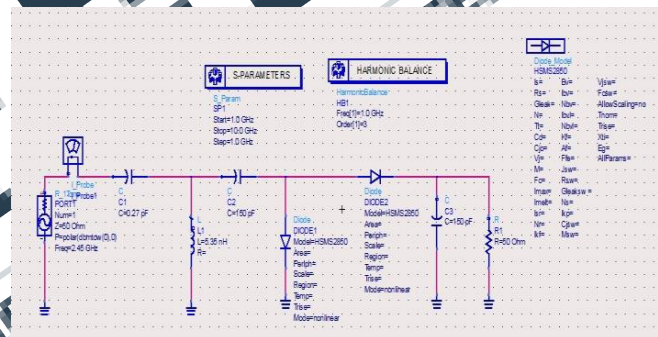 S-PARAMETERS
S_Param
SP1
Start=1.0 GHz
Stop=10.0 GHz
Step=1.0 GHz
HARMONIC BALANCE
HarmonicBalance
HB1
Freq[1]=1.0 GHz
Order[1]=3
Diode_Model
HSMS2850
Is=
Rs=
Gleak=
N=
Tt=
Cd=
Cjo=
Vj=
M=
Fc=
Imax=
Imelt=
Isr=
Nr=
Ikf=
Bv=
Ibv=
Nbv=
Ibvl=
Nbvl=
Kf=
Af=
Ffe=
Jsw=
Rsw=
Gleaksw=
Ns=
Ikp=
Cjsw=
Msw=
Vjsw=
Fcsw=
AllowScaling=no
Tnom=
Trise=
Xti=
Eg=
AllParams=
I_Probe
PORT1
Num=1
Z=50 Ohm
P=polar(dbmtow(0),0)
Freq=2.45 GHz
C
C1
C=0.27 pF
L
L1
L=5.35 nH
R=
C
C2
C=150 pF
Diode
DIODE1
Model=HSMS2850
Area=
Periph=
Scale=
Region=
Temp=
Trise=
Mode=nonlinear
Diode
DIODE2
Model=HSMS2850
Area=
Periph=
Scale=
Region=
Temp=
Trise=
Mode=nonlinear
C
C3
C=150 pF
R
R1
R=50 Ohm